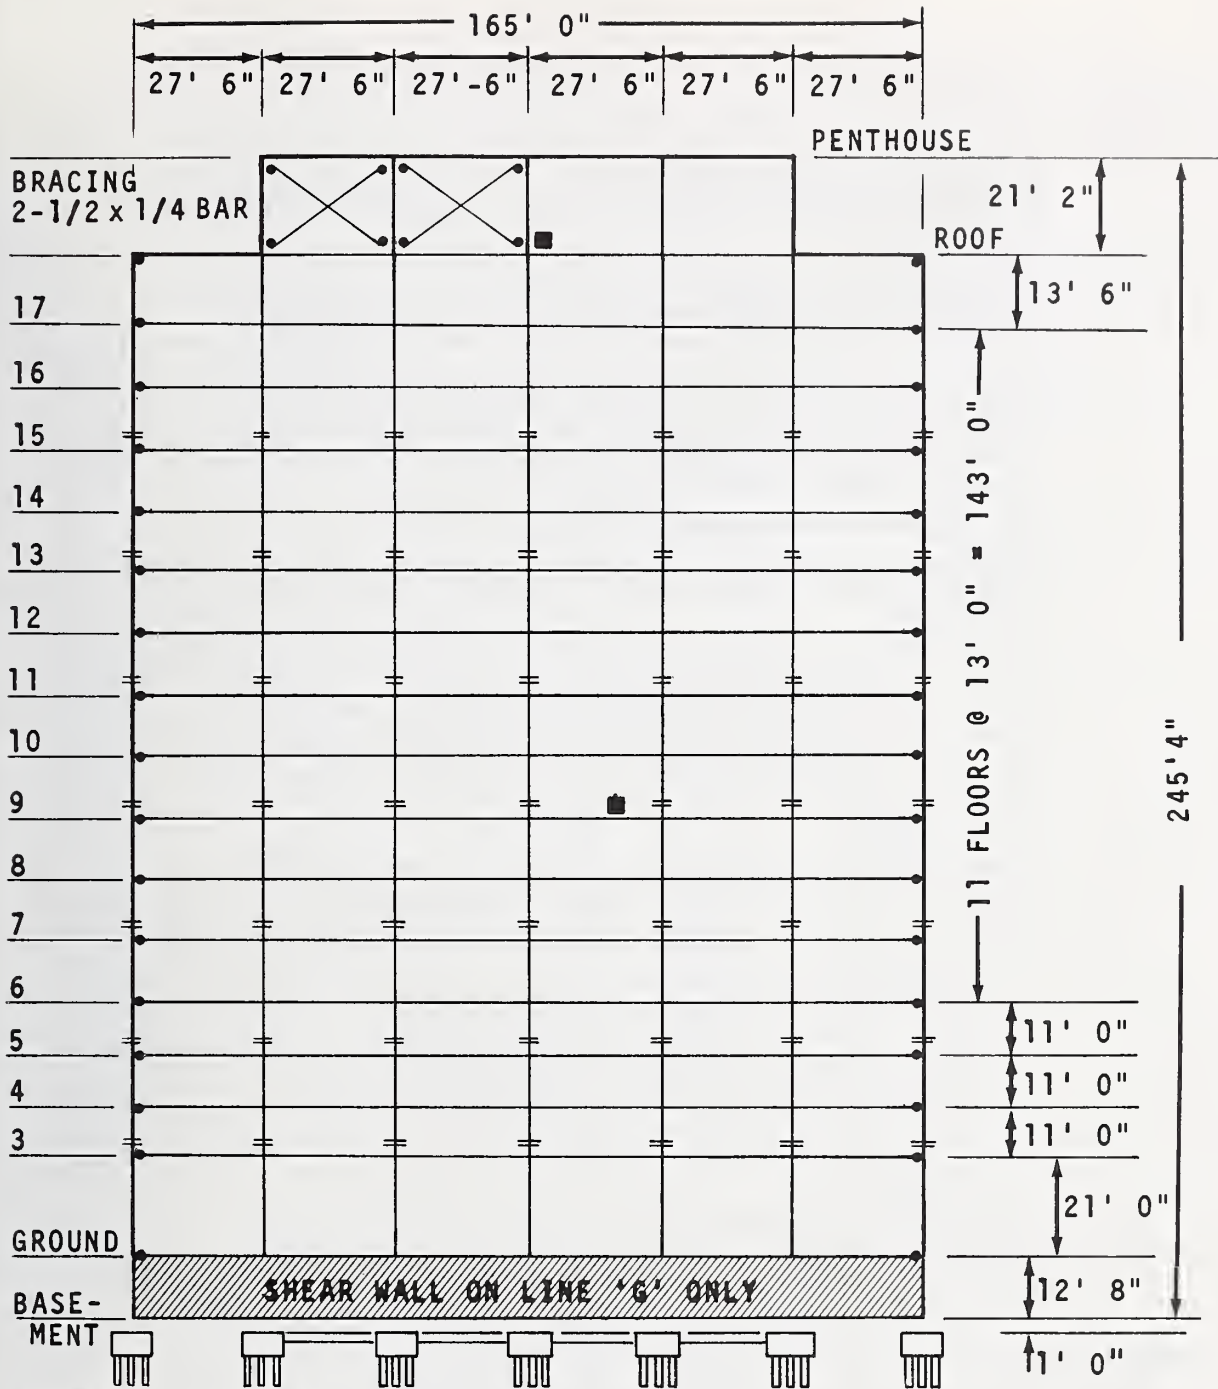 165' 0"
27' 6" 27' 6" 27'-6" 27' 6" 27' 6" 27' 6"
PENTHOUSE
BRACING
2-1/2 x 1/4 BAR
21' 2"
ROOF
13' 6"
17
16
15
14
13
12
11
10
9
8
7
6
5
4
3
GROUND
BASE-
MENT
11 FLOORS @ 13' 0" = 143' 0"
245'4"
11' 0"
11' 0"
11' 0"
21' 0"
SHEAR WALL ON LINE 'G' ONLY
12' 8"
1' 0"